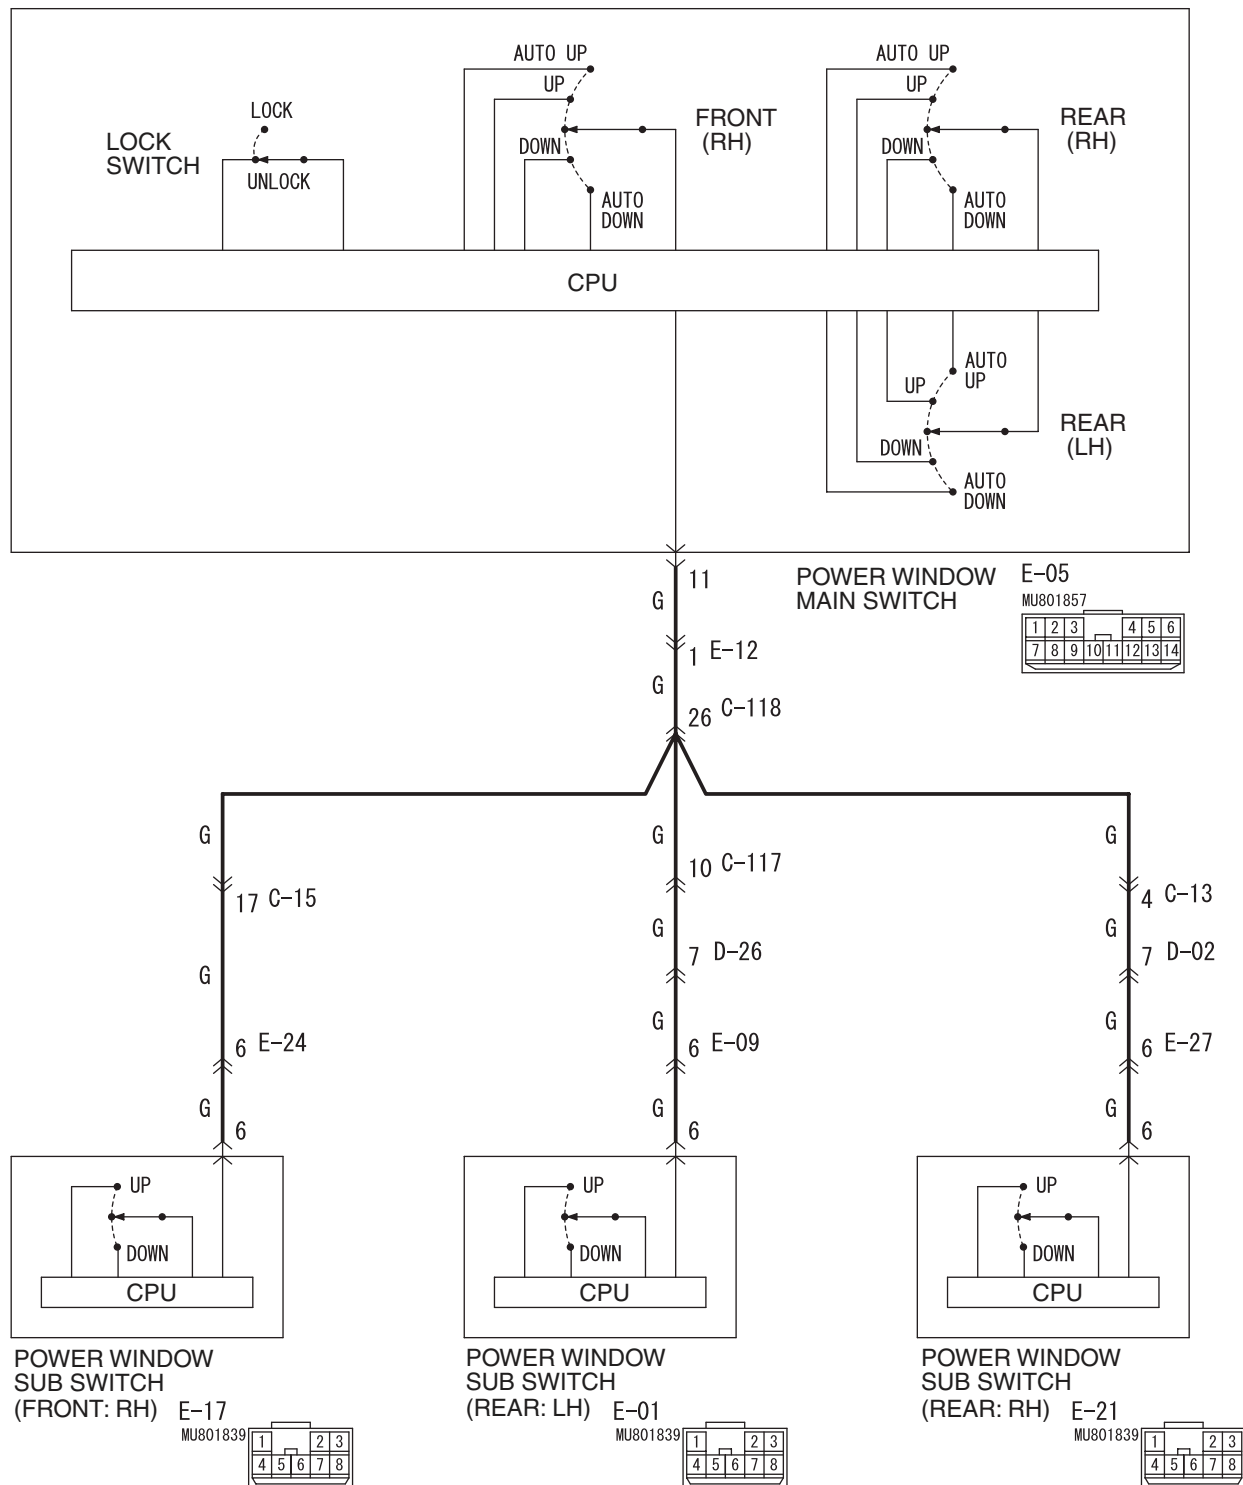 AUTO UP
AUTO UP
UP
UP
LOCK
FRONT
(RH)
REAR
(RH)
LOCK
SWITCH
DOWN
DOWN
UNLOCK
AUTO
DOWN
AUTO
DOWN
CPU
AUTO
UP
UP
REAR
(LH)
DOWN
AUTO
DOWN
11
POWER WINDOW
MAIN SWITCH
E-05
MU801857
1 2 3 4 5 6
7 8 9 10 11 12 13 14
G
1 E-12
G
26 C-118
G
G
G
10 C-117
17 C-15
4 C-13
G
G
7 D-26
7 D-02
G
G
G
6 E-24
6 E-09
6 E-27
G
G
G
6
6
6
UP
UP
UP
DOWN
DOWN
DOWN
CPU
CPU
CPU
POWER WINDOW
SUB SWITCH
(FRONT: RH) E-17
MU801839
1 2 3
4 5 6 7 8
POWER WINDOW
SUB SWITCH
(REAR: LH) E-01
MU801839
1 2 3
4 5 6 7 8
POWER WINDOW
SUB SWITCH
(REAR: RH) E-21
MU801839
1 2 3
4 5 6 7 8